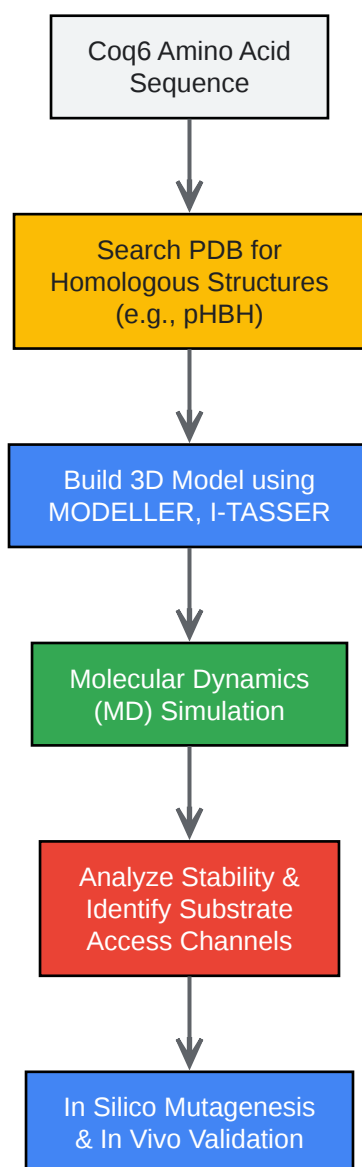 Coq6 Amino Acid
Sequence
Search PDB for
Homologous Structures
(e.g., pHBH)
Build 3D Model using
MODELLER, I-TASSER
Molecular Dynamics
(MD) Simulation
Analyze Stability &
Identify Substrate
Access Channels
In Silico Mutagenesis
& In Vivo Validation